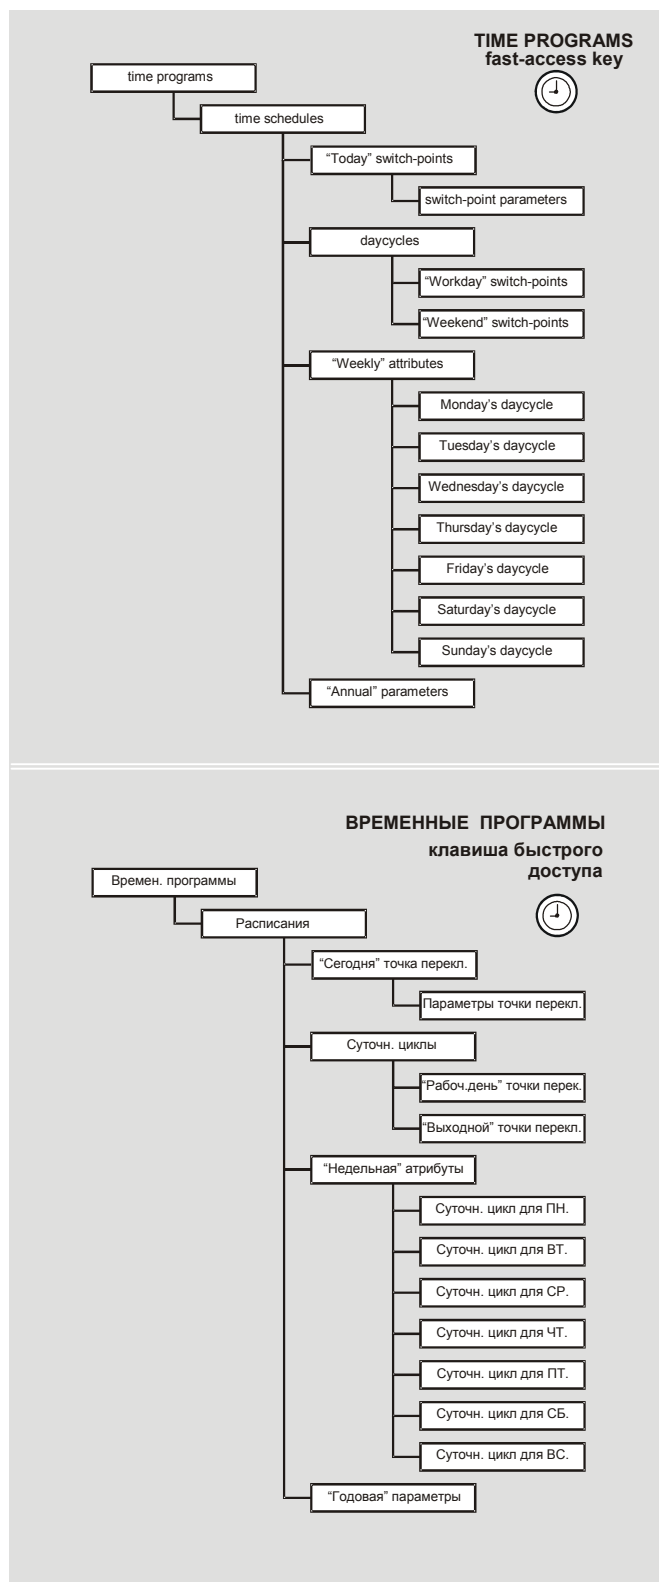 TIME PROGRAMS
fast-access key
time programs
time schedules
“Today” switch-points
switch-point parameters
daycycles
“Workday” switch-points
“Weekend” switch-points
“Weekly” attributes
Monday’s daycycle
Tuesday’s daycycle
Wednesday’s daycycle
Thursday’s daycycle
Friday’s daycycle
Saturday’s daycycle
Sunday’s daycycle
“Annual” parameters
ВРЕМЕННЫЕ ПРОГРАММЫ
клавиша быстрого
доступа
Времен. программы
Расписания
“Сегодня” точка перекл.
Параметры точки перекл.
Суточн. циклы
“Рабоч.день” точки перек.
“Выходной” точки перекл.
“Недельная” атрибуты
Суточн. цикл для ПН.
Суточн. цикл для ВТ.
Суточн. цикл для СР.
Суточн. цикл для ЧТ.
Суточн. цикл для ПТ.
Суточн. цикл для СБ.
Суточн. цикл для ВС.
“Годовая” параметры